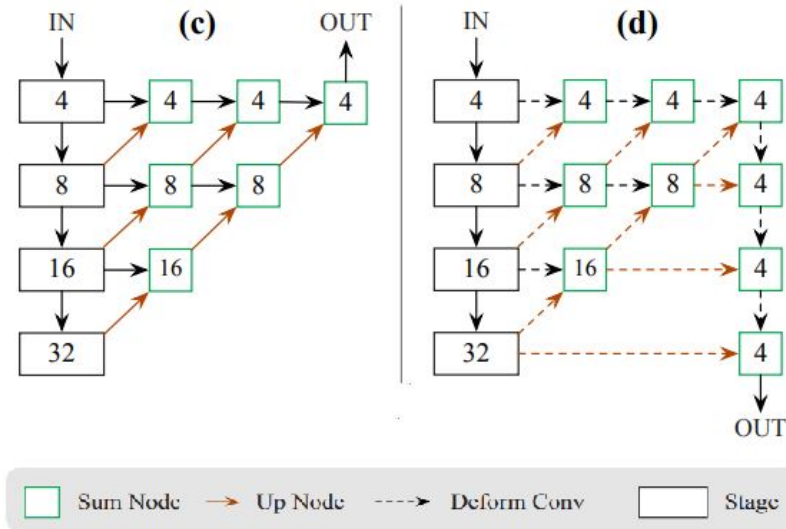 IN (c) OUT IN (d)
4 4 4 4 4 4 4 4
8 8 8 8 8 8 4
16 16 16 16 4
32 32 4
OUT
Sum Node Up Node Deform Conv Stage